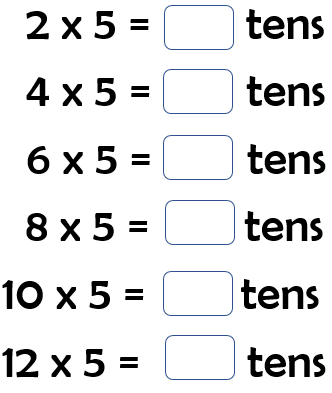 2 x 5 = tens
4 x 5 = tens
6 x 5 = tens
8 x 5 = tens
10 x 5 = tens
12 x 5 = tens